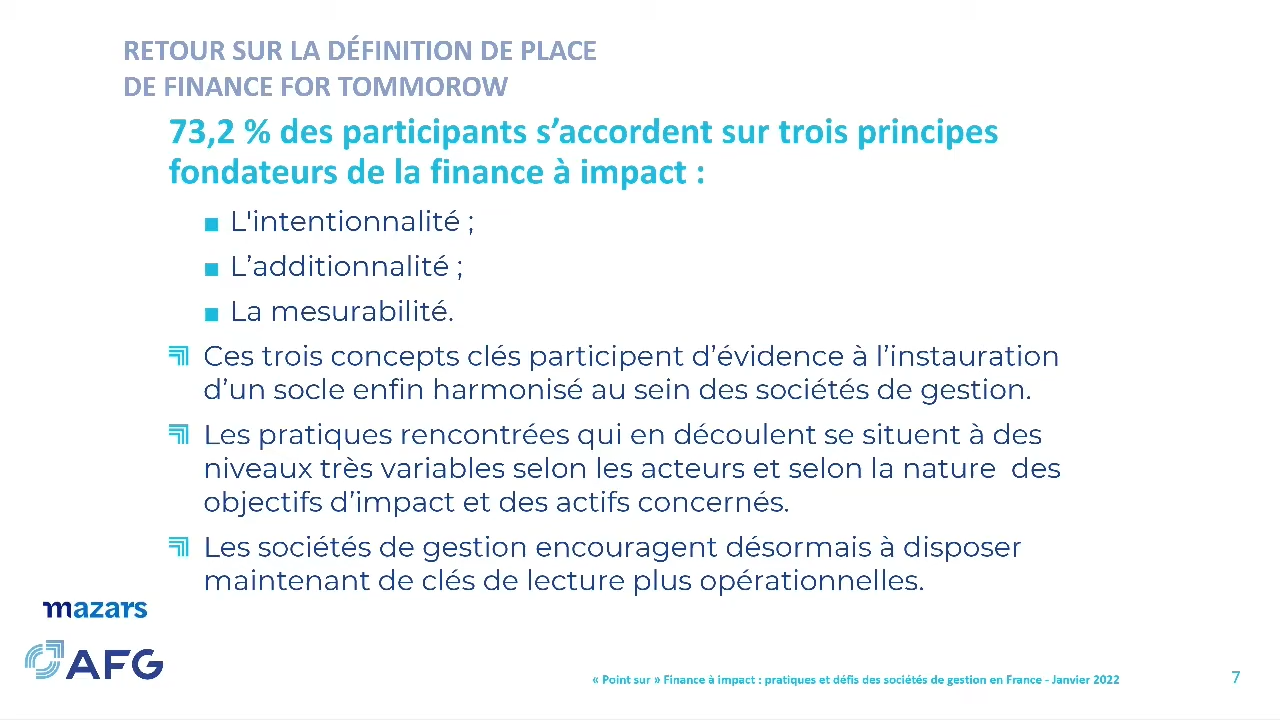 RETOUR SUR LA DÉFINITION DE PLACE
DE FINANCE FOR TOMMOROW
73,2 % des participants s’accordent sur trois principes
fondateurs de la finance à impact :
■ L'intentionnalité ;
■ L’additionnalité ;
■ La mesurabilité.
Ces trois concepts clés participent d’évidence à l’instauration
d’un socle enfin harmonisé au sein des sociétés de gestion.
Les pratiques rencontrées qui en découlent se situent à des
niveaux très variables selon les acteurs et selon la nature  des
objectifs d’impact et des actifs concernés.
Les sociétés de gestion encouragent désormais à disposer
maintenant de clés de lecture plus opérationnelles.
mazars
AFG
« Point sur » Finance à impact : pratiques et défis des sociétés de gestion en France - Janvier 2022
7